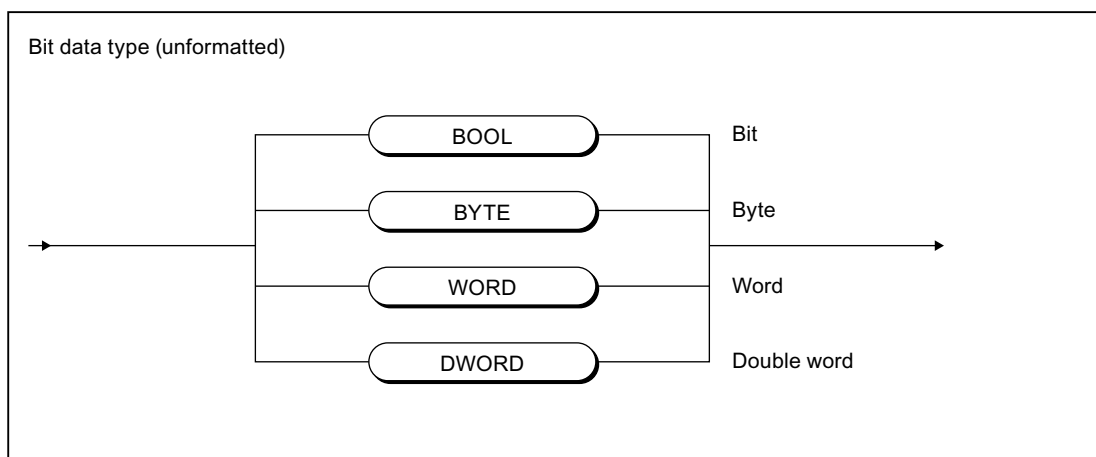 Bit data type (unformatted)
BOOL Bit
BYTE Byte
WORD Word
DWORD Double word